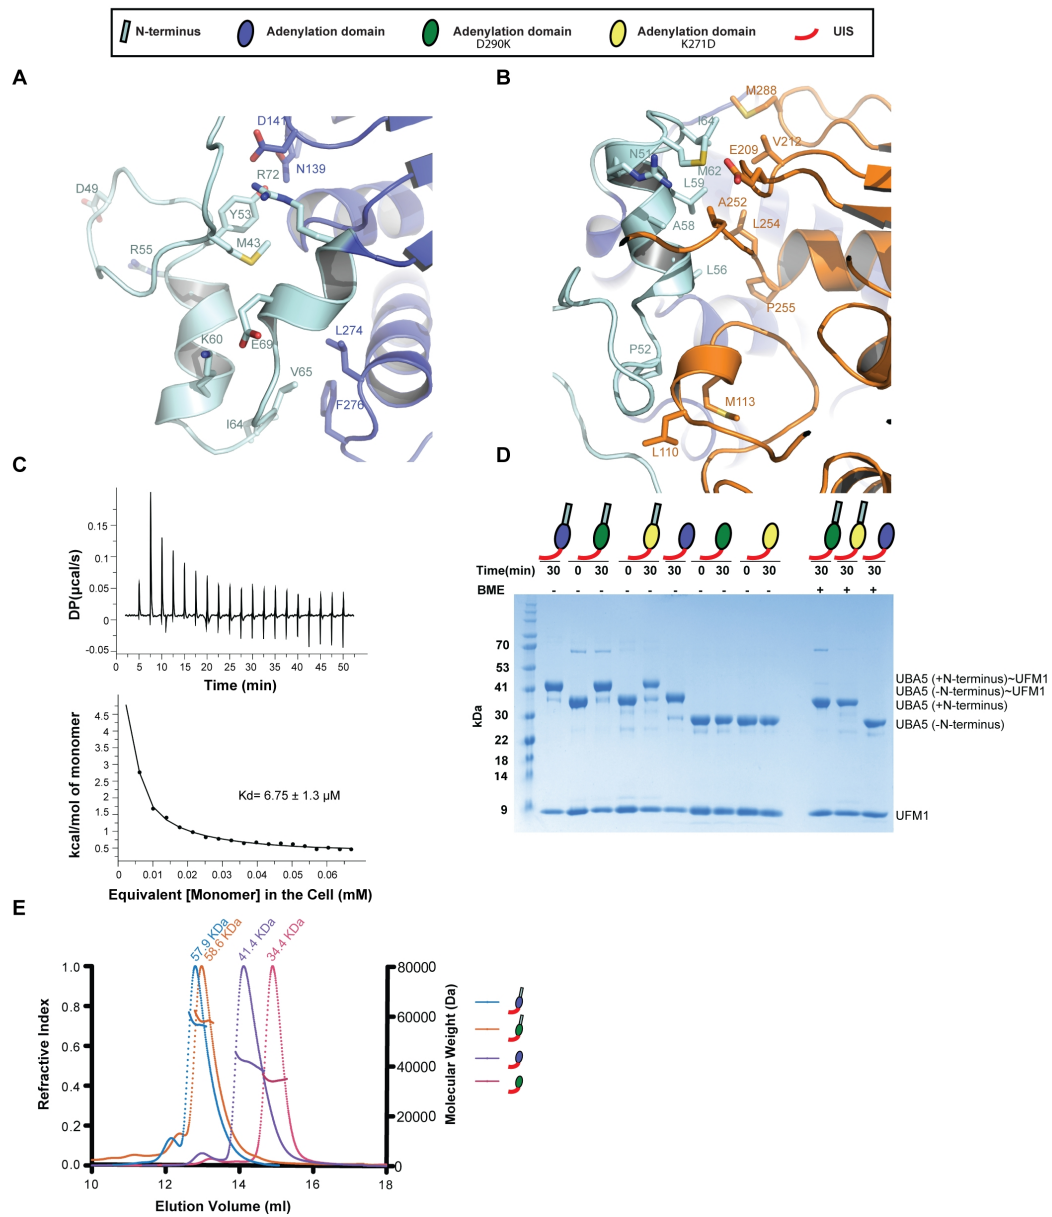 N-terminus
Adenylation domain
Adenylation domain
D290K
Adenylation domain
K271D
UIS
A
D141
N139
R72
D49
Y53
M43
R55
K60
E69
L274
V65
F276
I64
B
M288
I64
V212
N51
E209
M62
L59
A252
A58
L254
L56
P255
P52
M113
L110
C
DP(µcal/s)
0.15
0.10
0.05
0
-0.05
0 5 10 15 20 25 30 35 40 45 50
Time (min)
kcal/mol of monomer
4.5
4
3.5
3
2.5
2
1.5
1
0.5
Kd= 6.75 ± 1.3 µM
0 0.01 0.02 0.03 0.04 0.05 0.06
Equivalent [Monomer] in the Cell (mM)
D
Time(min) 30 0 30 0 30 30 0 30 0 30 30 30 30
BME - - - - - - - - - - + + +
kDa
70
53
41
30
22
18
14
9
UBA5 (+N-terminus)~UFM1
UBA5 (-N-terminus)~UFM1
UBA5 (+N-terminus)
UBA5 (-N-terminus)
UFM1
E
57.9 KDa
58.6 KDa
41.4 KDa
34.4 KDa
Refractive Index
1.0
0.8
0.6
0.4
0.2
0.0
80000
60000
40000
20000
0
Molecular Weight (Da)
10 12 14 16 18
Elution Volume (ml)